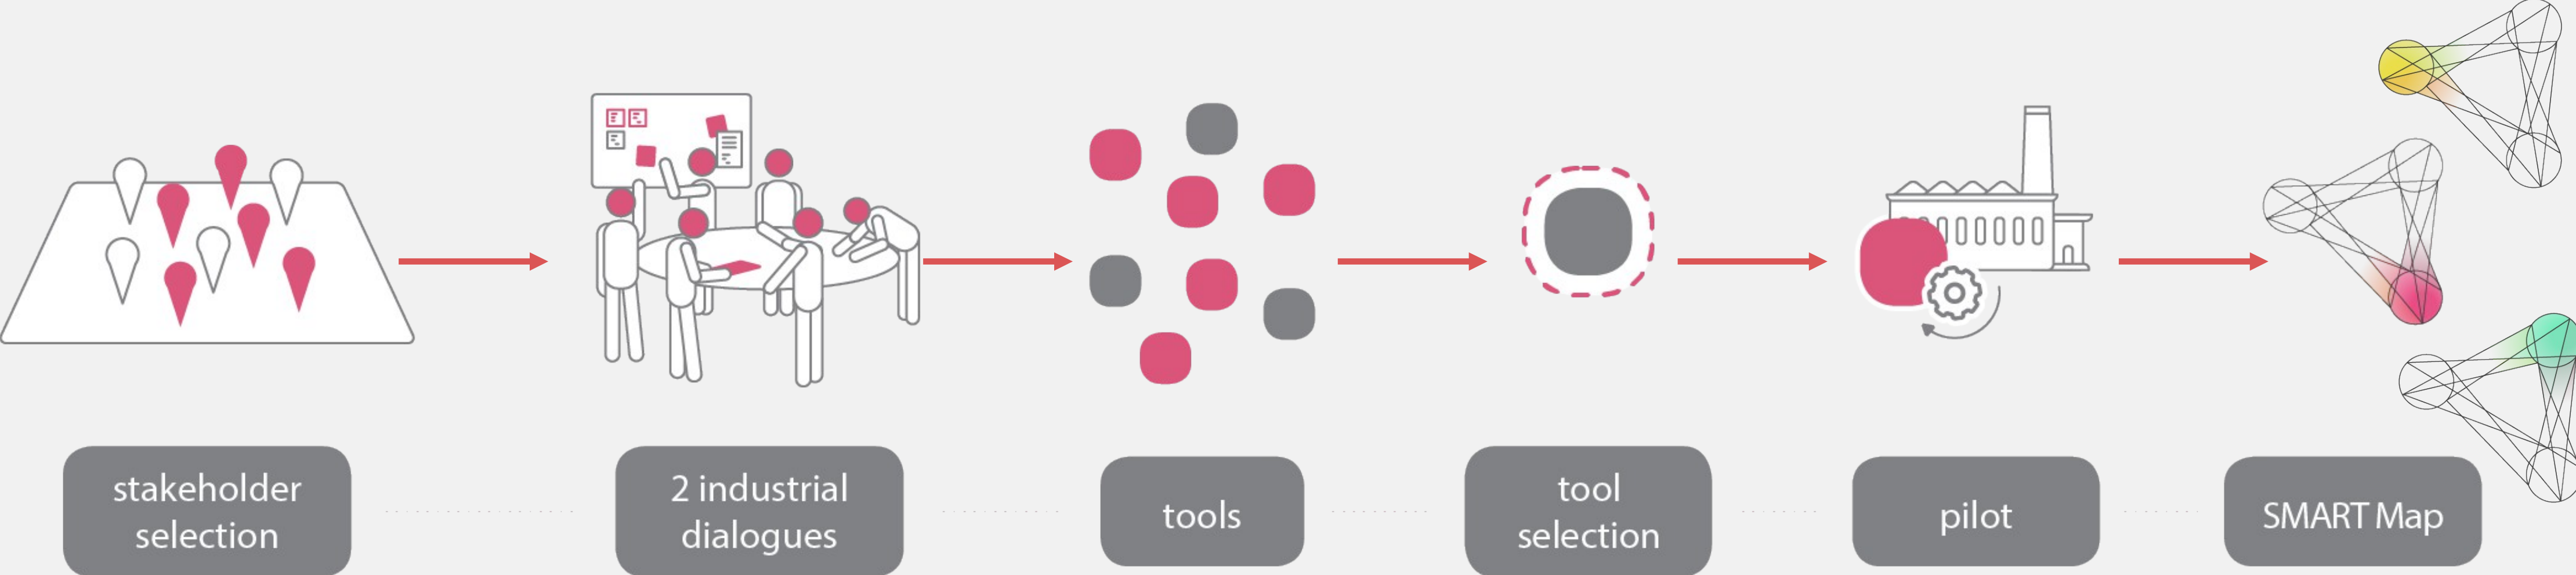 stakeholder
selection
2 industrial
dialogues
tools
tool
selection
pilot
SMART Map